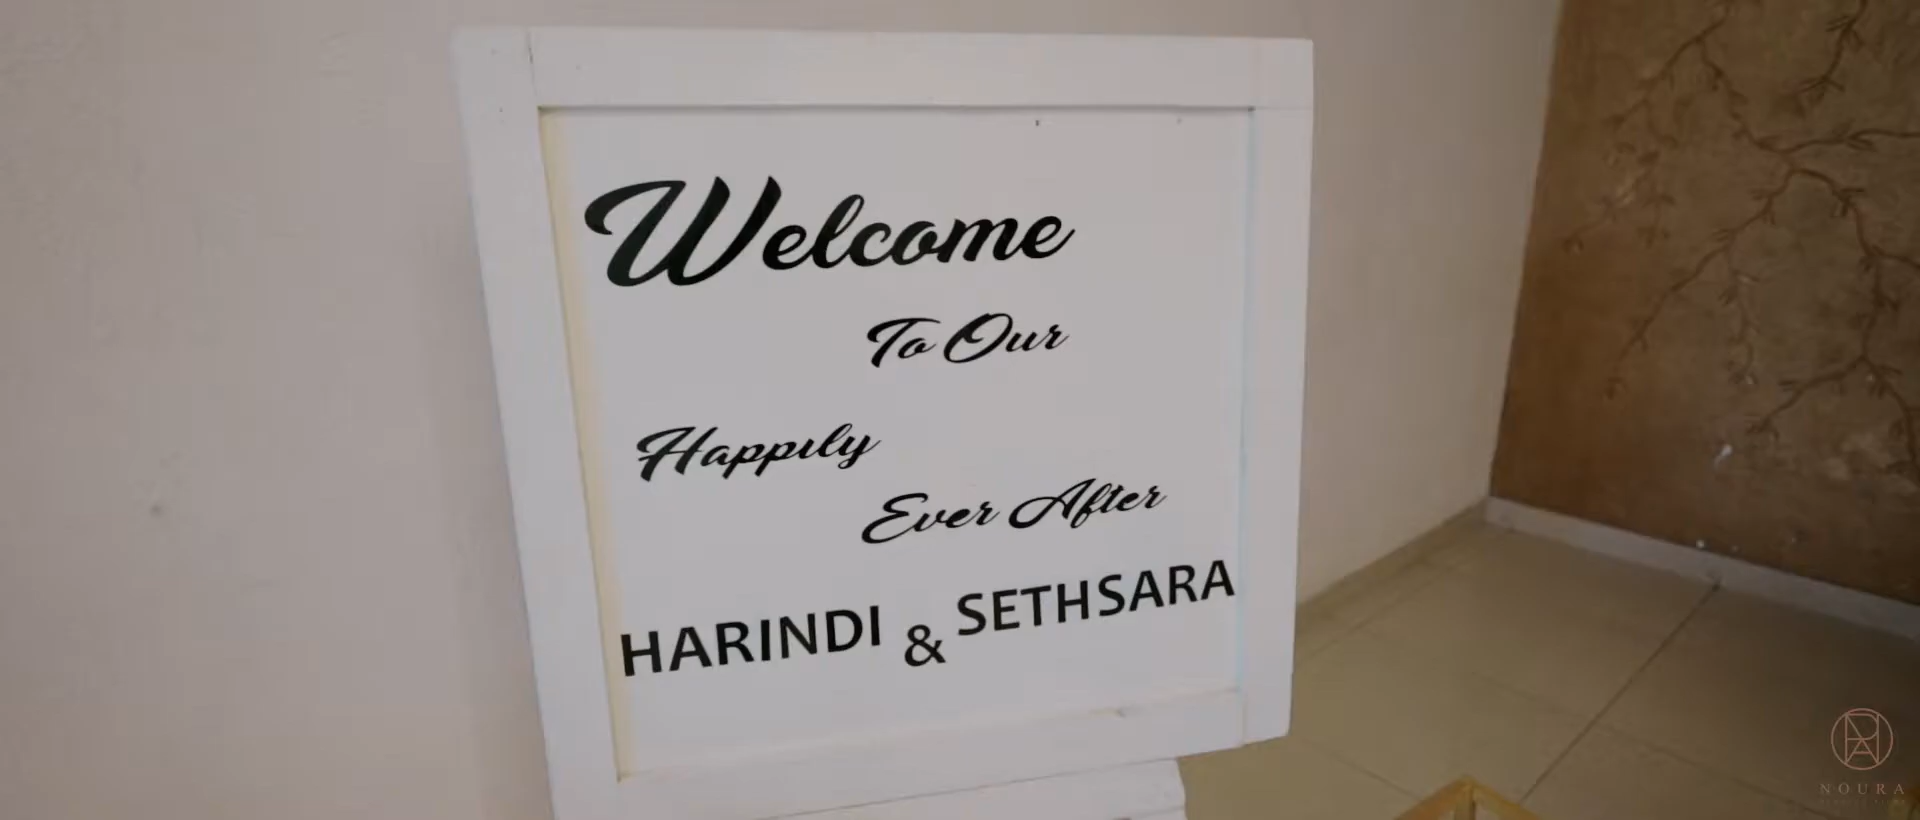 Welcome
To Our
Happily
Ever After
HARINDI & SETHSARA
NOURA